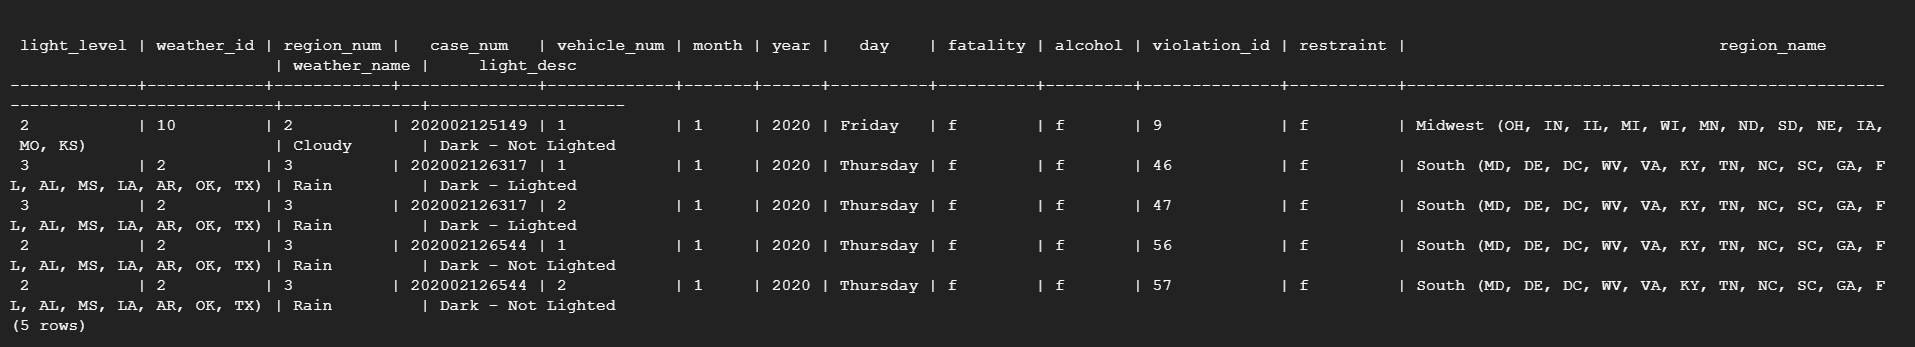 light_level | weather_id | region_num | case_num | vehicle_num | month | year | day | fatality | alcohol | violation_id | restraint | region_name
| weather_name | light_desc
-------------+------------+------------+--------------+-------------+-------+------+----------+----------+---------+--------------+-----------+-------------------------------------------------
---------------------------+--------------+--------------------
2 | 10 | 2 | 202002125149 | 1 | 1 | 2020 | Friday | f | f | 9 | f | Midwest (OH, IN, IL, MI, WI, MN, ND, SD, NE, IA,
MO, KS) | Cloudy | Dark – Not Lighted
3 | 2 | 3 | 202002126317 | 1 | 1 | 2020 | Thursday | f | f | 46 | f | South (MD, DE, DC, WV, VA, KY, TN, NC, SC, GA, F
L, AL, MS, LA, AR, OK, TX) | Rain | Dark – Lighted
3 | 2 | 3 | 202002126317 | 2 | 1 | 2020 | Thursday | f | f | 47 | f | South (MD, DE, DC, WV, VA, KY, TN, NC, SC, GA, F
L, AL, MS, LA, AR, OK, TX) | Rain | Dark – Lighted
2 | 2 | 3 | 202002126544 | 1 | 1 | 2020 | Thursday | f | f | 56 | f | South (MD, DE, DC, WV, VA, KY, TN, NC, SC, GA, F
L, AL, MS, LA, AR, OK, TX) | Rain | Dark – Not Lighted
2 | 2 | 3 | 202002126544 | 2 | 1 | 2020 | Thursday | f | f | 57 | f | South (MD, DE, DC, WV, VA, KY, TN, NC, SC, GA, F
L, AL, MS, LA, AR, OK, TX) | Rain | Dark – Not Lighted
(5 rows)